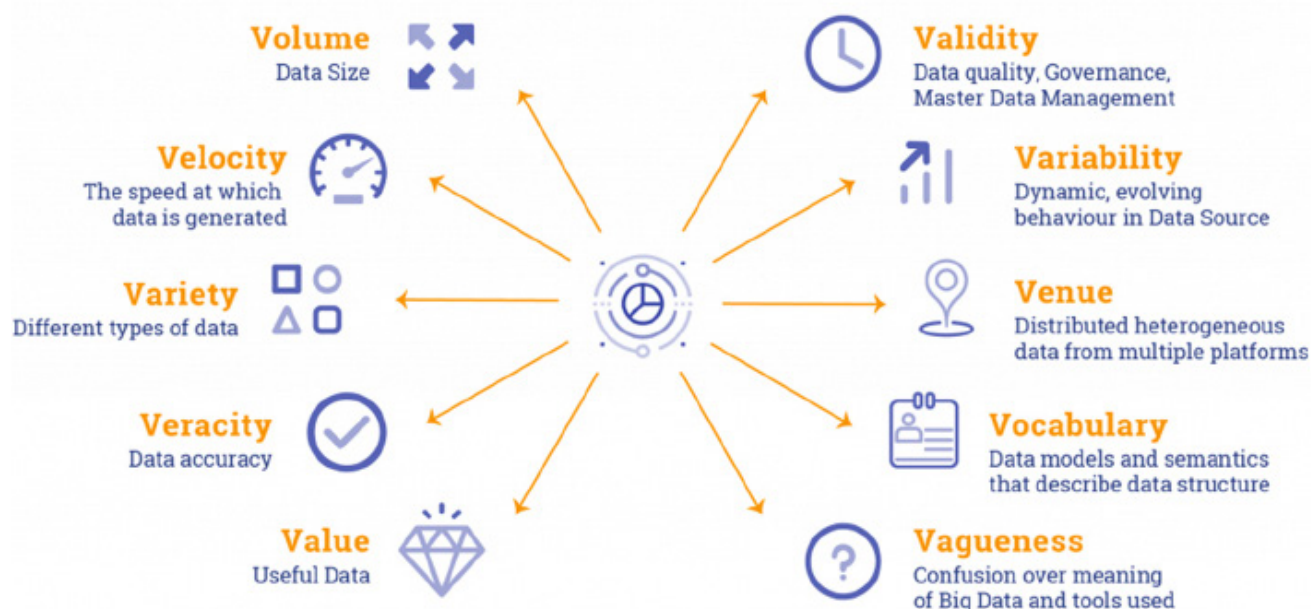 Volume
Data Size
Velocity
The speed at which
data is generated
Variety
Different types of data
Veracity
Data accuracy
Value
Useful Data
Validity
Data quality, Governance,
Master Data Management
Variability
Dynamic, evolving
behaviour in Data Source
Venue
Distributed heterogeneous
data from multiple platforms
Vocabulary
Data models and semantics
that describe data structure
?
Vagueness
Confusion over meaning
of Big Data and tools used